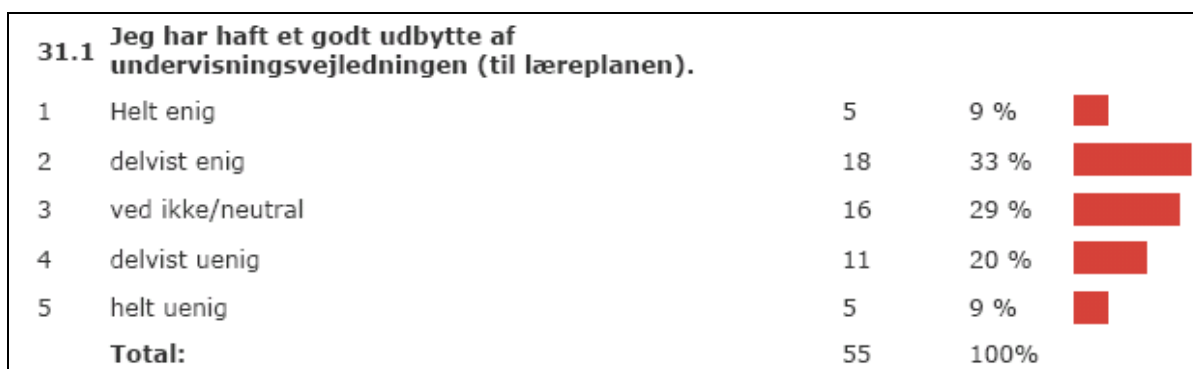 31.1 Jeg har haft et godt udbytte af
undervisningsvejledningen (til læreplanen).
1 Helt enig 5 9 %
2 delvist enig 18 33 %
3 ved ikke/neutral 16 29 %
4 delvist uenig 11 20 %
5 helt uenig 5 9 %
Total: 55 100%